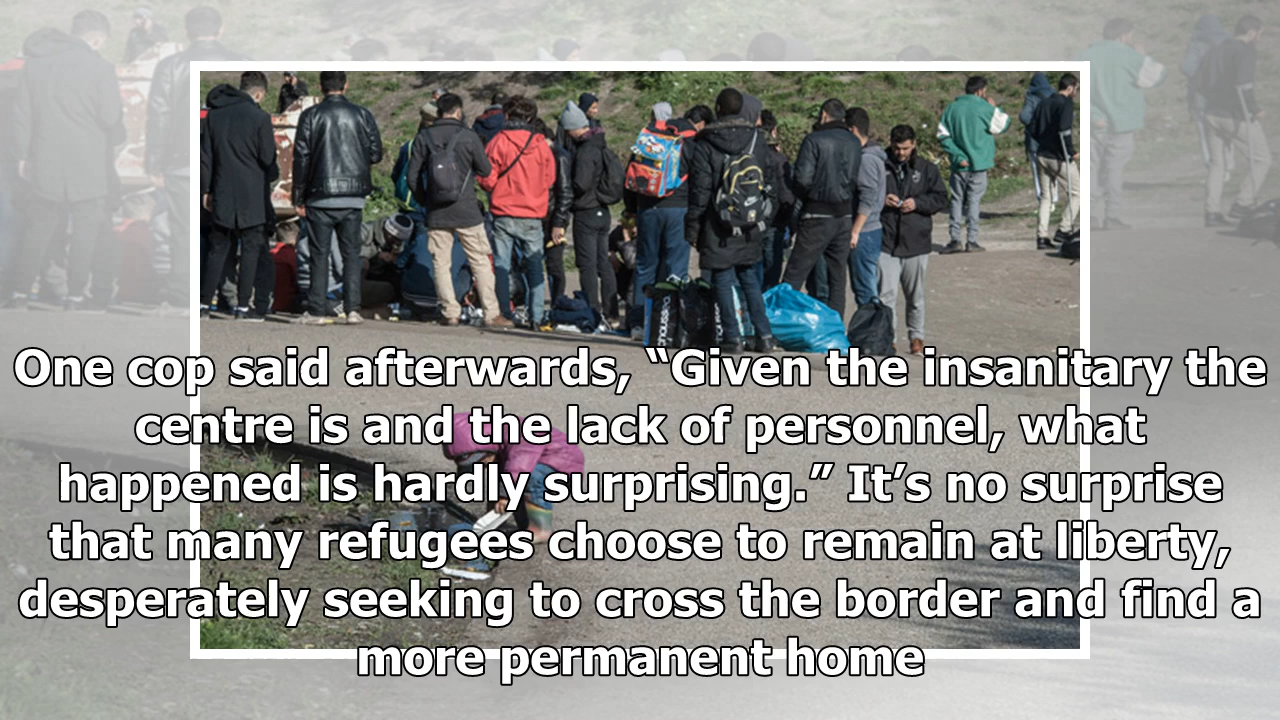 One cop said afterwards, “Given the insanitary the
centre is and the lack of personnel, what
happened is hardly surprising.” It’s no surprise
that many refugees choose to remain at liberty,
desperately seeking to cross the border and find a
more permanent home